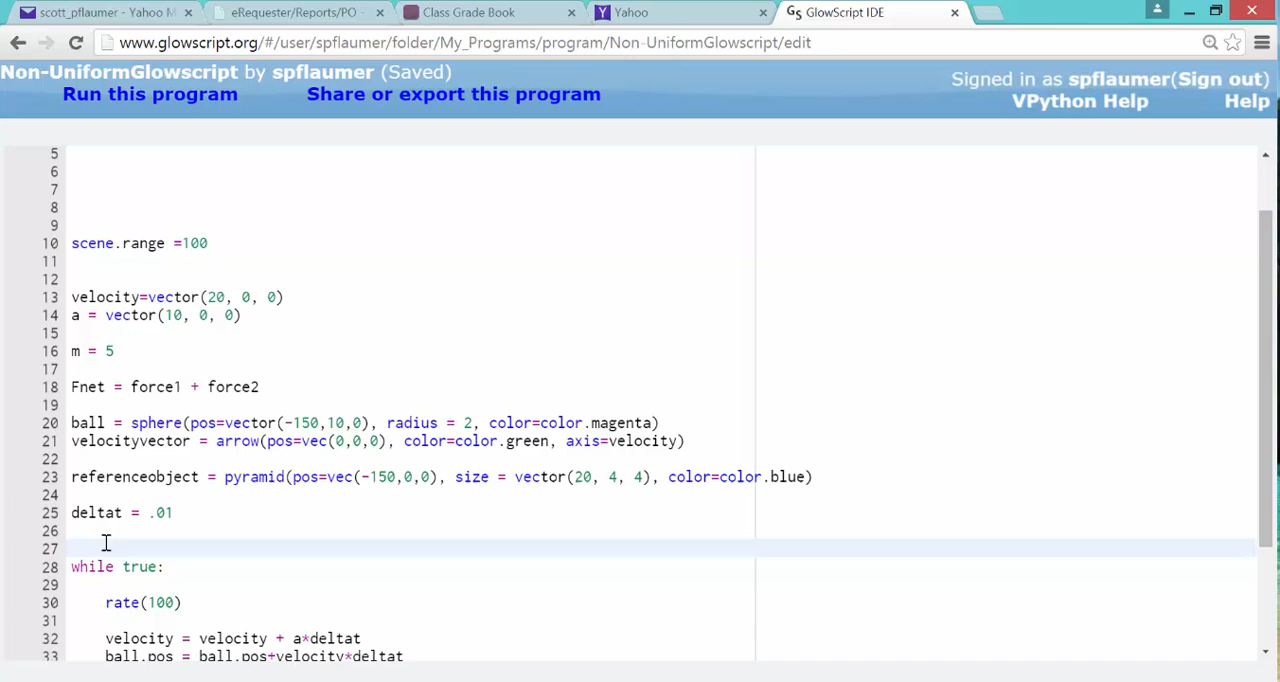 scott_pflaumer - Yahoo M
eRequester/Reports/PO -
Class Grade Book
Yahoo
GlowScript IDE
www.glowscript.org/#/user/spflaumer/folder/My_Programs/program/Non-UniformGlowscript/edit
Non-UniformGlowscript by spflaumer (Saved)
Signed in as spflaumer(Sign out)
Run this program
Share or export this program
VPython Help
Help
5
6
7
8
9
10 scene.range =100
11
12
13 velocity=vector(20, 0, 0)
14 a = vector(10, 0, 0)
15
16 m = 5
17
18 Fnet = force1 + force2
19
20 ball = sphere(pos=vector(-150,10,0), radius = 2, color=color.magenta)
21 velocityvector = arrow(pos=vec(0,0,0), color=color.green, axis=velocity)
22
23 referenceobject = pyramid(pos=vec(-150,0,0), size = vector(20, 4, 4), color=color.blue)
24
25 deltat = .01
26
27
28 while true:
29
30 rate(100)
31
32 velocity = velocity + a*deltat
33 ball.pos = ball.pos+velocity*deltat